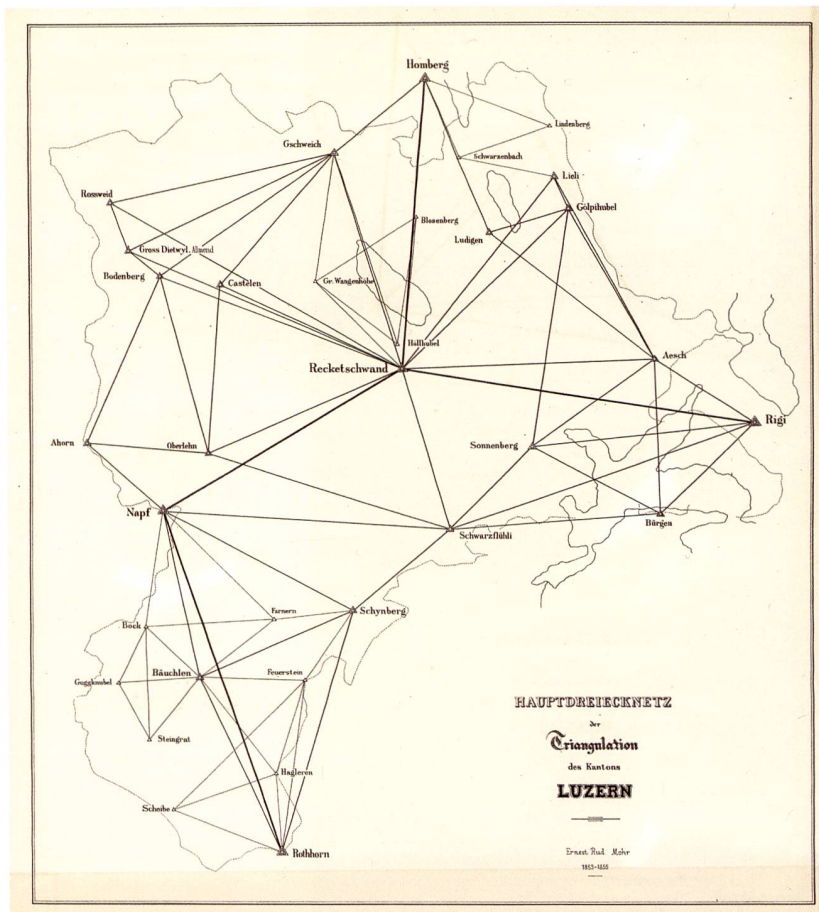 Homberg
Lindenberg
Gschweich
Schwarzenbach
Lieli
Rossweid
Gölpihubel
Blosenberg
Ludigen
Gross Dietwyl. Allmend
Bodenberg
Castelen
Gr. Wangenhöhe
Höllhubel
Aesch
Recketschwand
Rigi
Ahorn
Oberlehn
Sonnenberg
Napf
Bürgen
Schwarzflühli
Farnern
Schynberg
Bock
Bäuchlen
Feuerstein
Guggknubel
HAUPTDREIECKNETZ
der
Steingrat
Triangulation
des Kantons
Hagleren
LUZERN
Scheibe
Rothhorn
Ernest Rud. Mohr
1853-1855